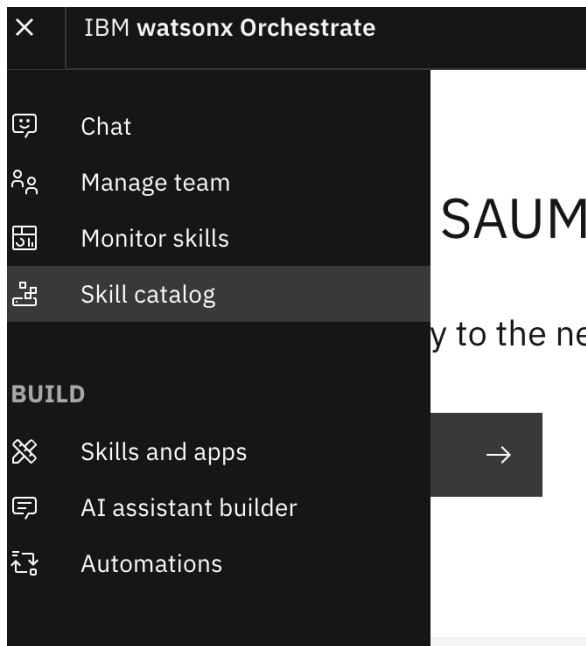 IBM watsonx Orchestrate
Chat
Manage team
Monitor skills
Skill catalog
BUILD
Skills and apps
AI assistant builder
Automations
SAUM
y to the ne